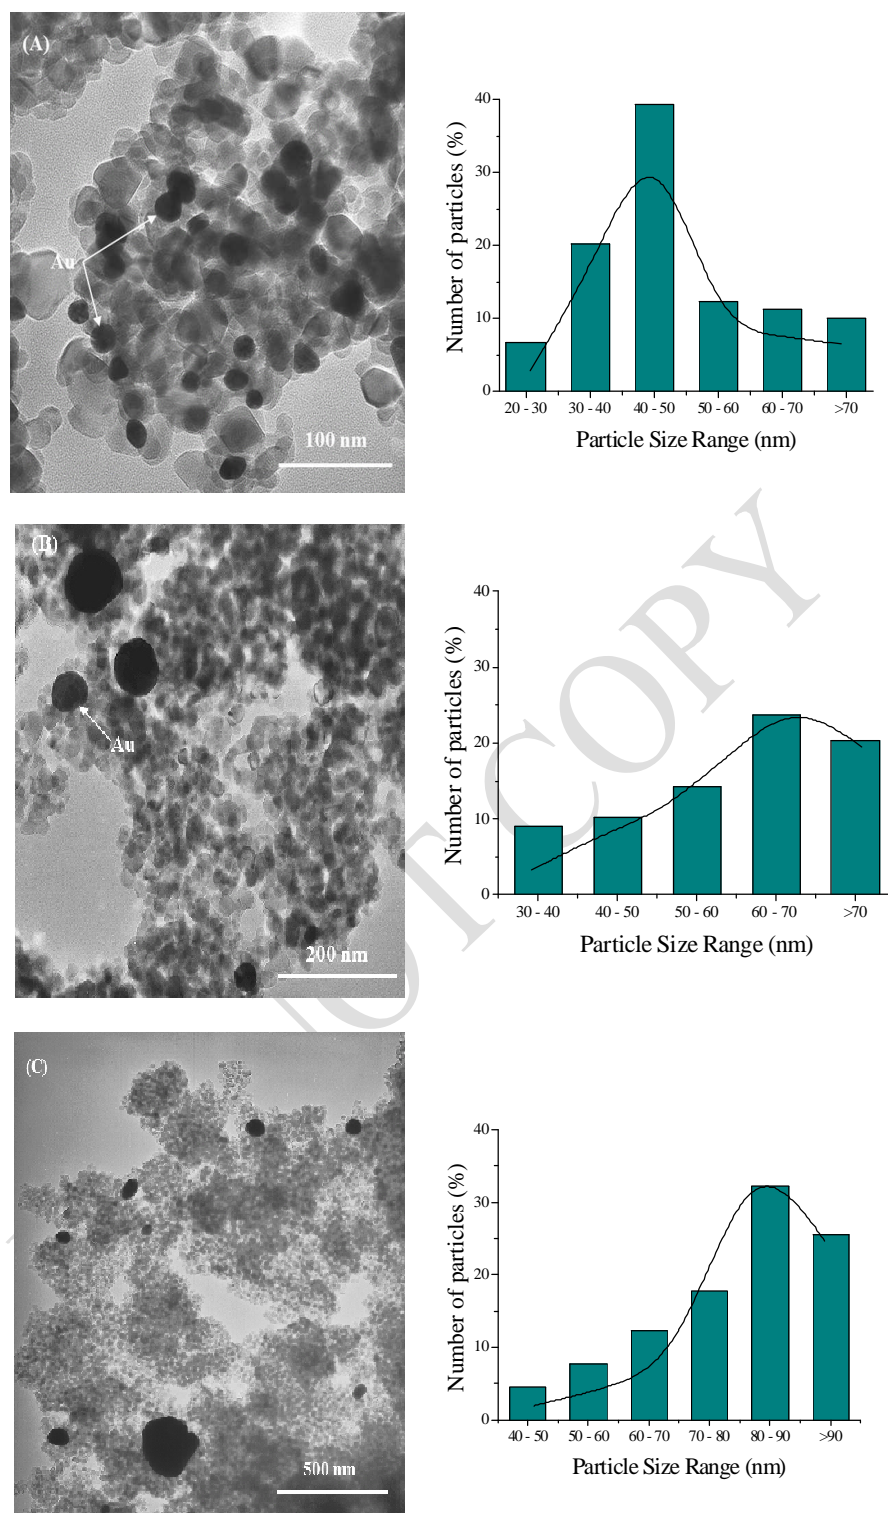 (A)
Au
100 nm
Number of particles (%)
40
30
20
10
0
20 - 30 30 - 40 40 - 50 50 - 60 60 - 70 >70
Particle Size Range (nm)
(B)
Au
200 nm
Number of particles (%)
40
30
20
10
0
30 - 40 40 - 50 50 - 60 60 - 70 >70
Particle Size Range (nm)
OT COPY
(C)
500 nm
Number of particles (%)
40
30
20
10
0
40 - 50 50 - 60 60 - 70 70 - 80 80 - 90 >90
Particle Size Range (nm)